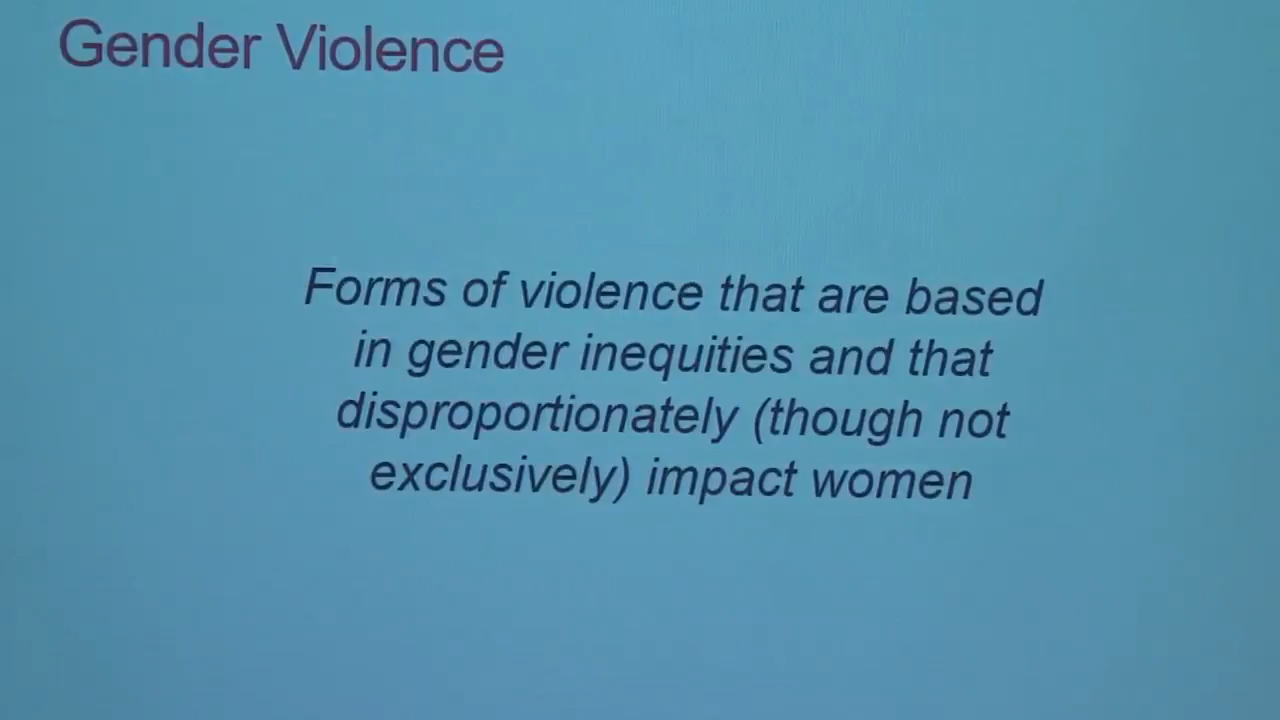 Gender Violence
Forms of violence that are based
in gender inequities and that
disproportionately (though not
exclusively) impact women